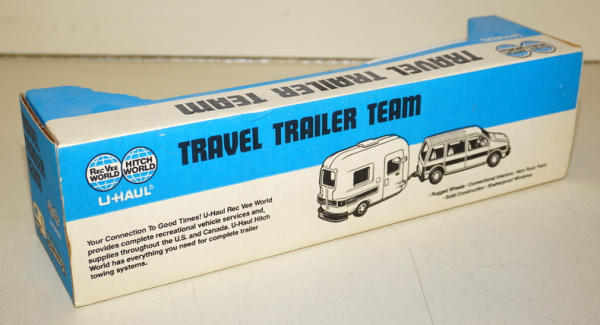 TRAVEL TRAILER TEAM
TRAVEL TRAILER TEAM
REC VEE WORLD
HITCH WORLD
U-HAUL®
Your Connection To Good Times! U-Haul Rec Vee World
provides complete recreational vehicle services and,
supplies throughout the U.S. and Canada. U-Haul Hitch
World has everything you need for complete trailer
towing systems.
- Rugged Wheels - Conventional Interiors - Non-Toxic Paint
- Solid Construction - Shatterproof Windows